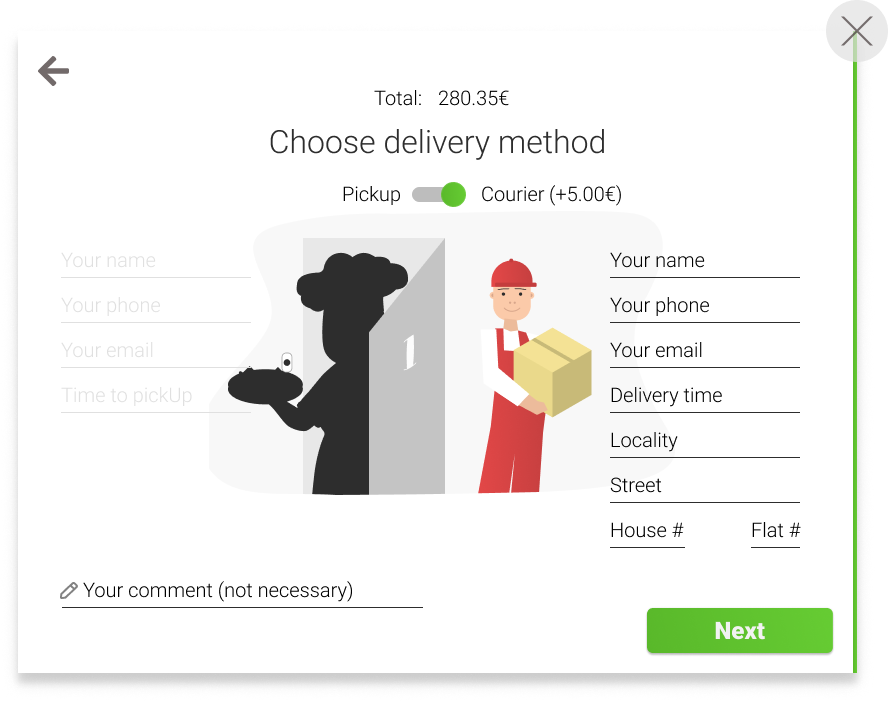 Total: 280.35€
Choose delivery method
Pickup Courier (+5.00€)
Your name
Your phone
Your email
Time to pickUp
Your name
Your phone
Your email
Delivery time
Locality
Street
House # Flat #
Your comment (not necessary)
Next